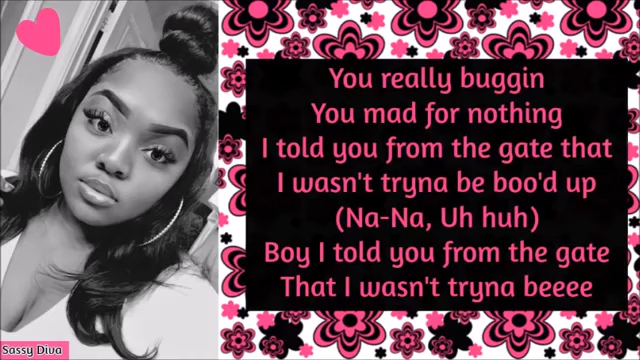 You really buggin
You mad for nothing
I told you from the gate that
I wasn't tryna be boo'd up
(Na-Na, Uh huh)
Boy I told you from the gate
That I wasn't tryna beeee
Sassy Diva